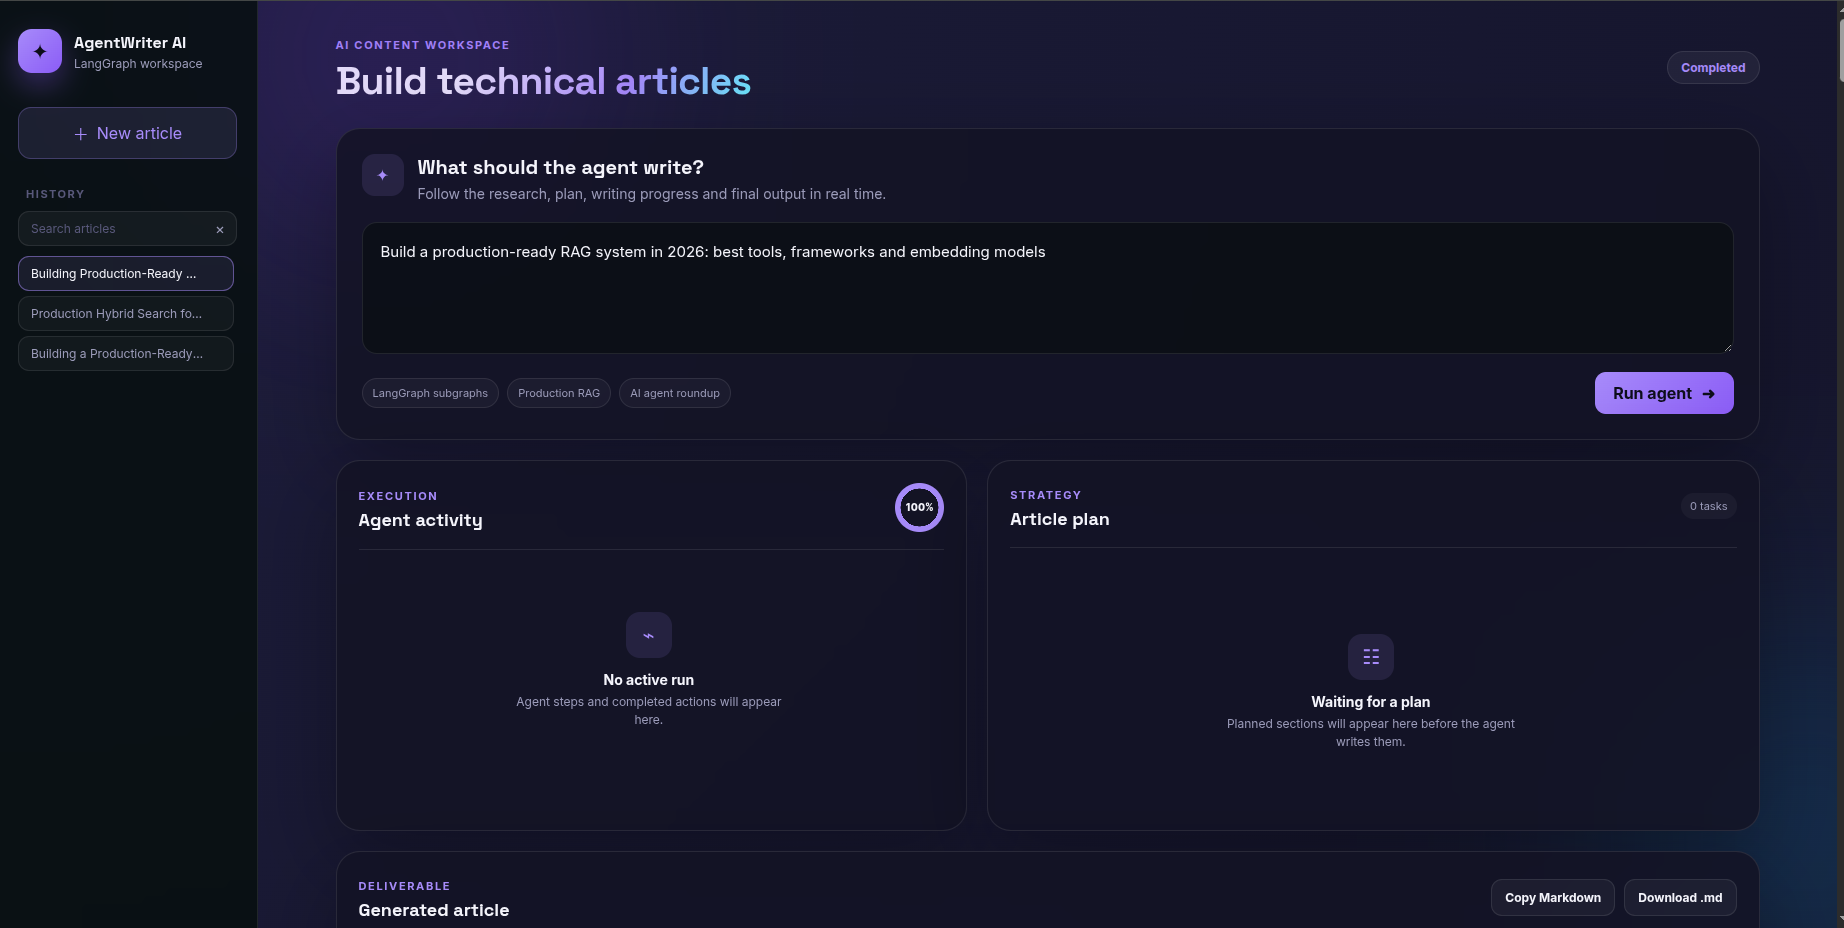 AgentWriter AI
LangGraph workspace
+ New article
HISTORY
Search articles ×
Building Production-Ready ...
Production Hybrid Search fo...
Building a Production-Ready...
AI CONTENT WORKSPACE
Build technical articles
Completed
What should the agent write?
Follow the research, plan, writing progress and final output in real time.
Build a production-ready RAG system in 2026: best tools, frameworks and embedding models
LangGraph subgraphs
Production RAG
AI agent roundup
Run agent ➜
EXECUTION
Agent activity
100%
No active run
Agent steps and completed actions will appear
here.
STRATEGY
Article plan
0 tasks
Waiting for a plan
Planned sections will appear here before the agent
writes them.
DELIVERABLE
Generated article
Copy Markdown
Download .md